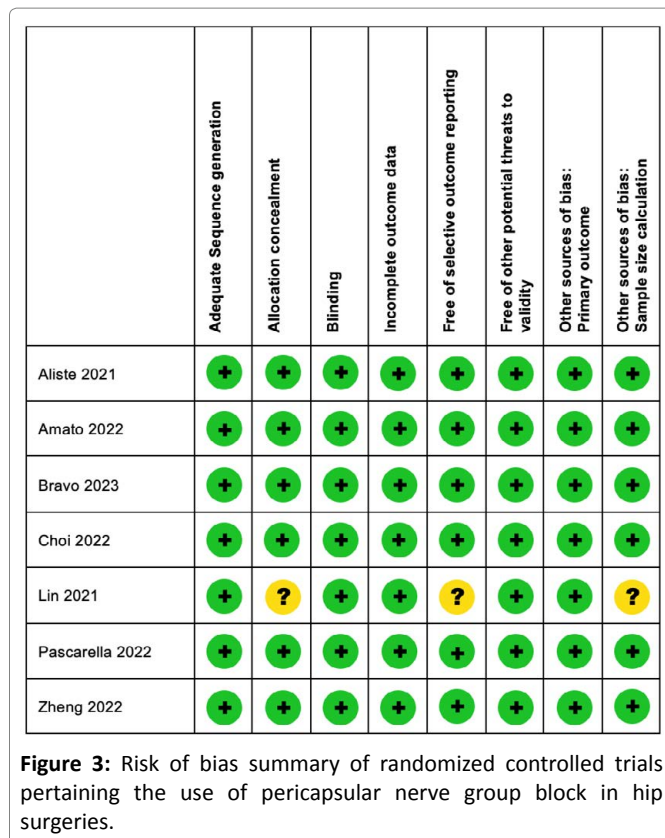 Adequate Sequence generation
Allocation concealment
Blinding
Incomplete outcome data
Free of selective outcome reporting
Free of other potential threats to
validity
Other sources of bias:
Primary outcome
Other sources of bias:
Sample size calculation
Aliste 2021 + + + + + + + +
Amato 2022 + + + + + + + +
Bravo 2023 + + + + + + + +
Choi 2022 + + + + + + + +
Lin 2021 + ? + + ? + + ?
Pascarella 2022 + + + + + + + +
Zheng 2022 + + + + + + + +
Figure 3: Risk of bias summary of randomized controlled trials
pertaining the use of pericapsular nerve group block in hip
surgeries.